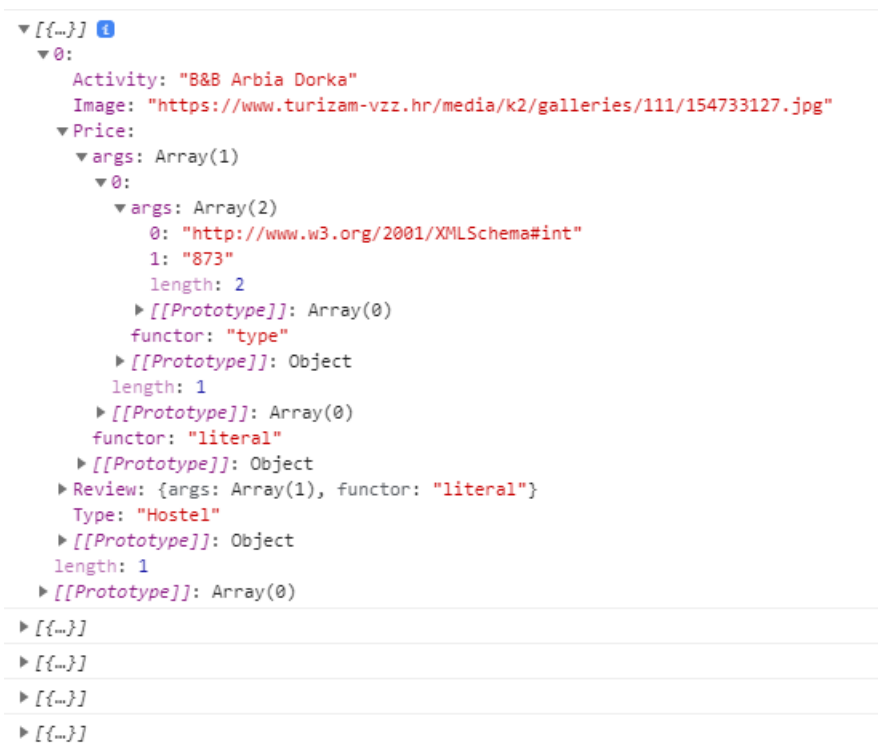 ▼[{…}] i
▼0:
Activity: "B&B Arbia Dorka"
Image: "https://www.turizam-vzz.hr/media/k2/galleries/111/154733127.jpg"
▼Price:
▼args: Array(1)
▼0:
▼args: Array(2)
0: "http://www.w3.org/2001/XMLSchema#int"
1: "873"
length: 2
▶[[Prototype]]: Array(0)
functor: "type"
▶[[Prototype]]: Object
length: 1
▶[[Prototype]]: Array(0)
functor: "literal"
▶[[Prototype]]: Object
▶Review: {args: Array(1), functor: "literal"}
Type: "Hostel"
▶[[Prototype]]: Object
length: 1
▶[[Prototype]]: Array(0)
▶[{…}]
▶[{…}]
▶[{…}]
▶[{…}]